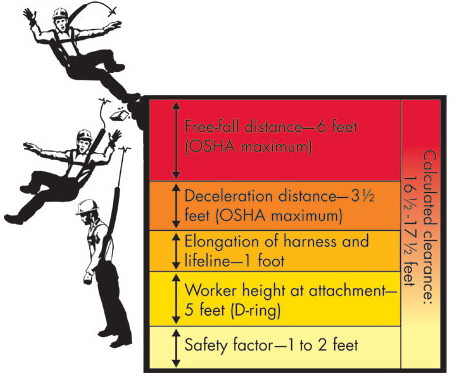 Free-fall distance—6 feet
(OSHA maximum)
Deceleration distance—3½
feet (OSHA maximum)
Elongation of harness and
lifeline—1 foot
Worker height at attachment—
5 feet (D-ring)
Safety factor—1 to 2 feet
Calculated clearance:
16½-17½ feet